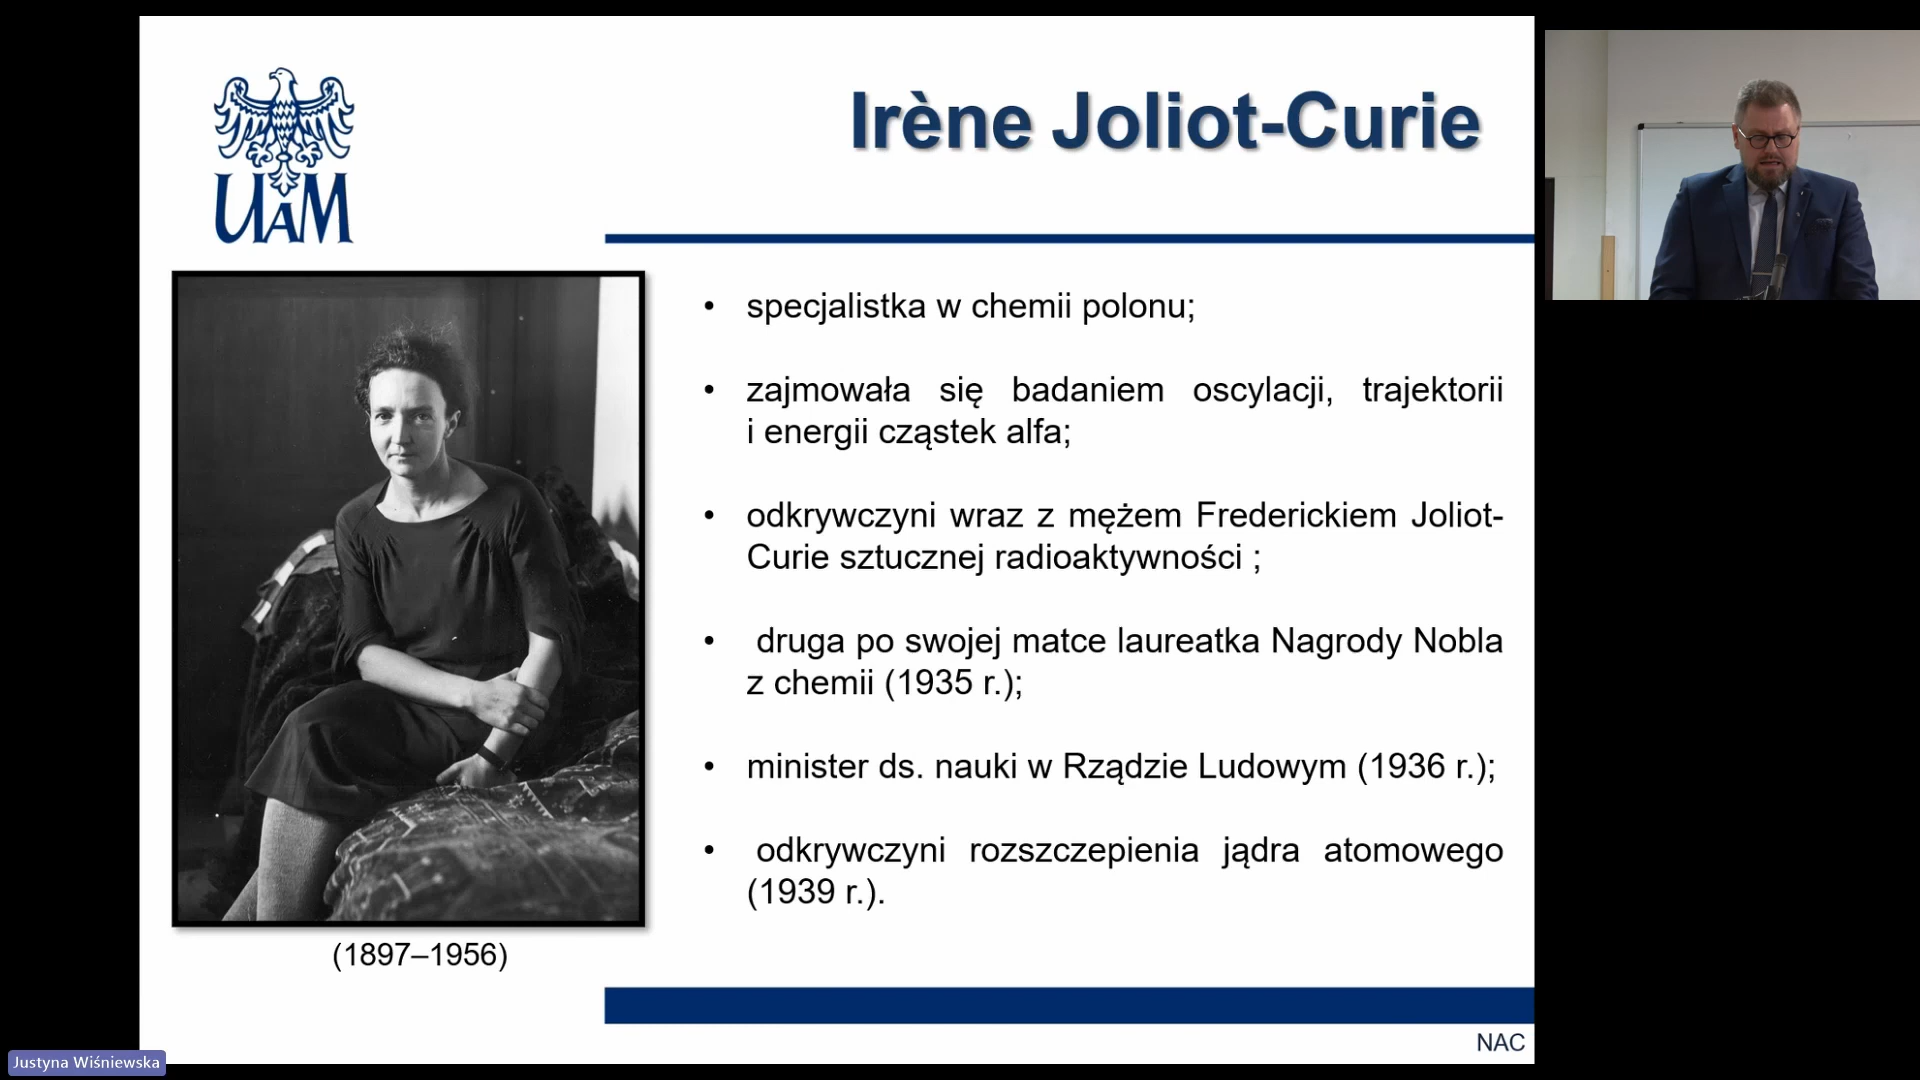 UAM
Irène Joliot-Curie
• specjalistka w chemii polonu;
• zajmowała się badaniem oscylacji, trajektorii
i energii cząstek alfa;
• odkrywczyni wraz z mężem Frederickiem Joliot-
Curie sztucznej radioaktywności ;
• druga po swojej matce laureatka Nagrody Nobla
z chemii (1935 r.);
• minister ds. nauki w Rządzie Ludowym (1936 r.);
• odkrywczyni rozszczepienia jądra atomowego
(1939 r.).
(1897–1956)
NAC
Justyna Wiśniewska